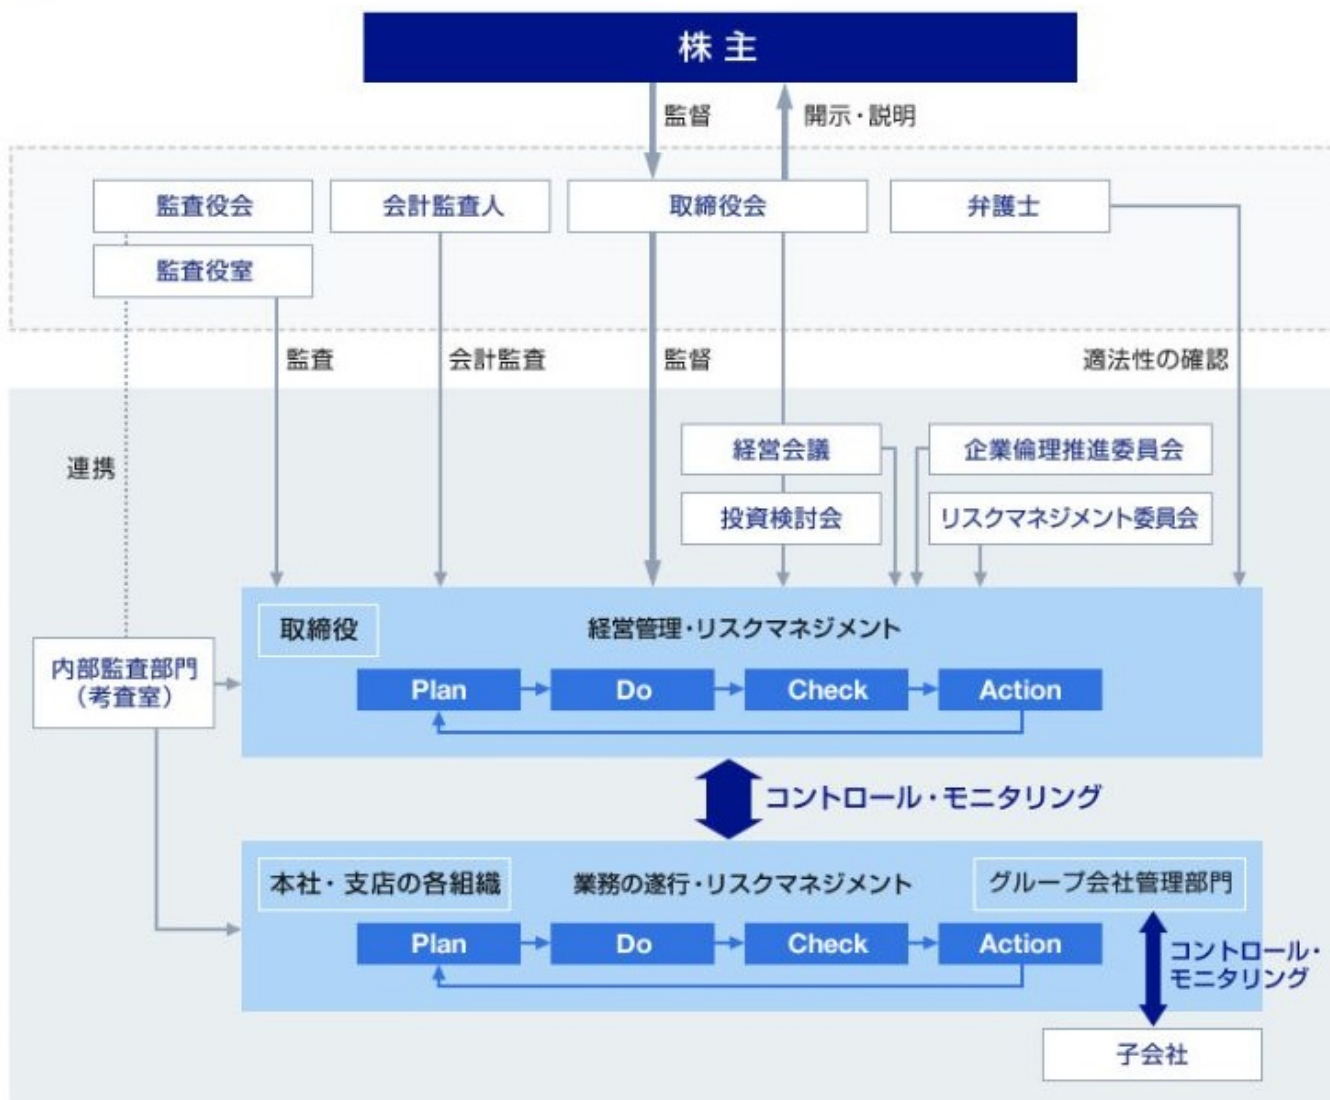 株主
監督
開示・説明
監査役会
会計監査人
取締役会
弁護士
監査役室
監査
会計監査
監督
適法性の確認
連携
経営会議
企業倫理推進委員会
投資検討会
リスクマネジメント委員会
取締役
経営管理・リスクマネジメント
内部監査部門
（考査室）
Plan
Do
Check
Action
コントロール・モニタリング
本社・支店の各組織
業務の遂行・リスクマネジメント
グループ会社管理部門
Plan
Do
Check
Action
コントロール・
モニタリング
子会社